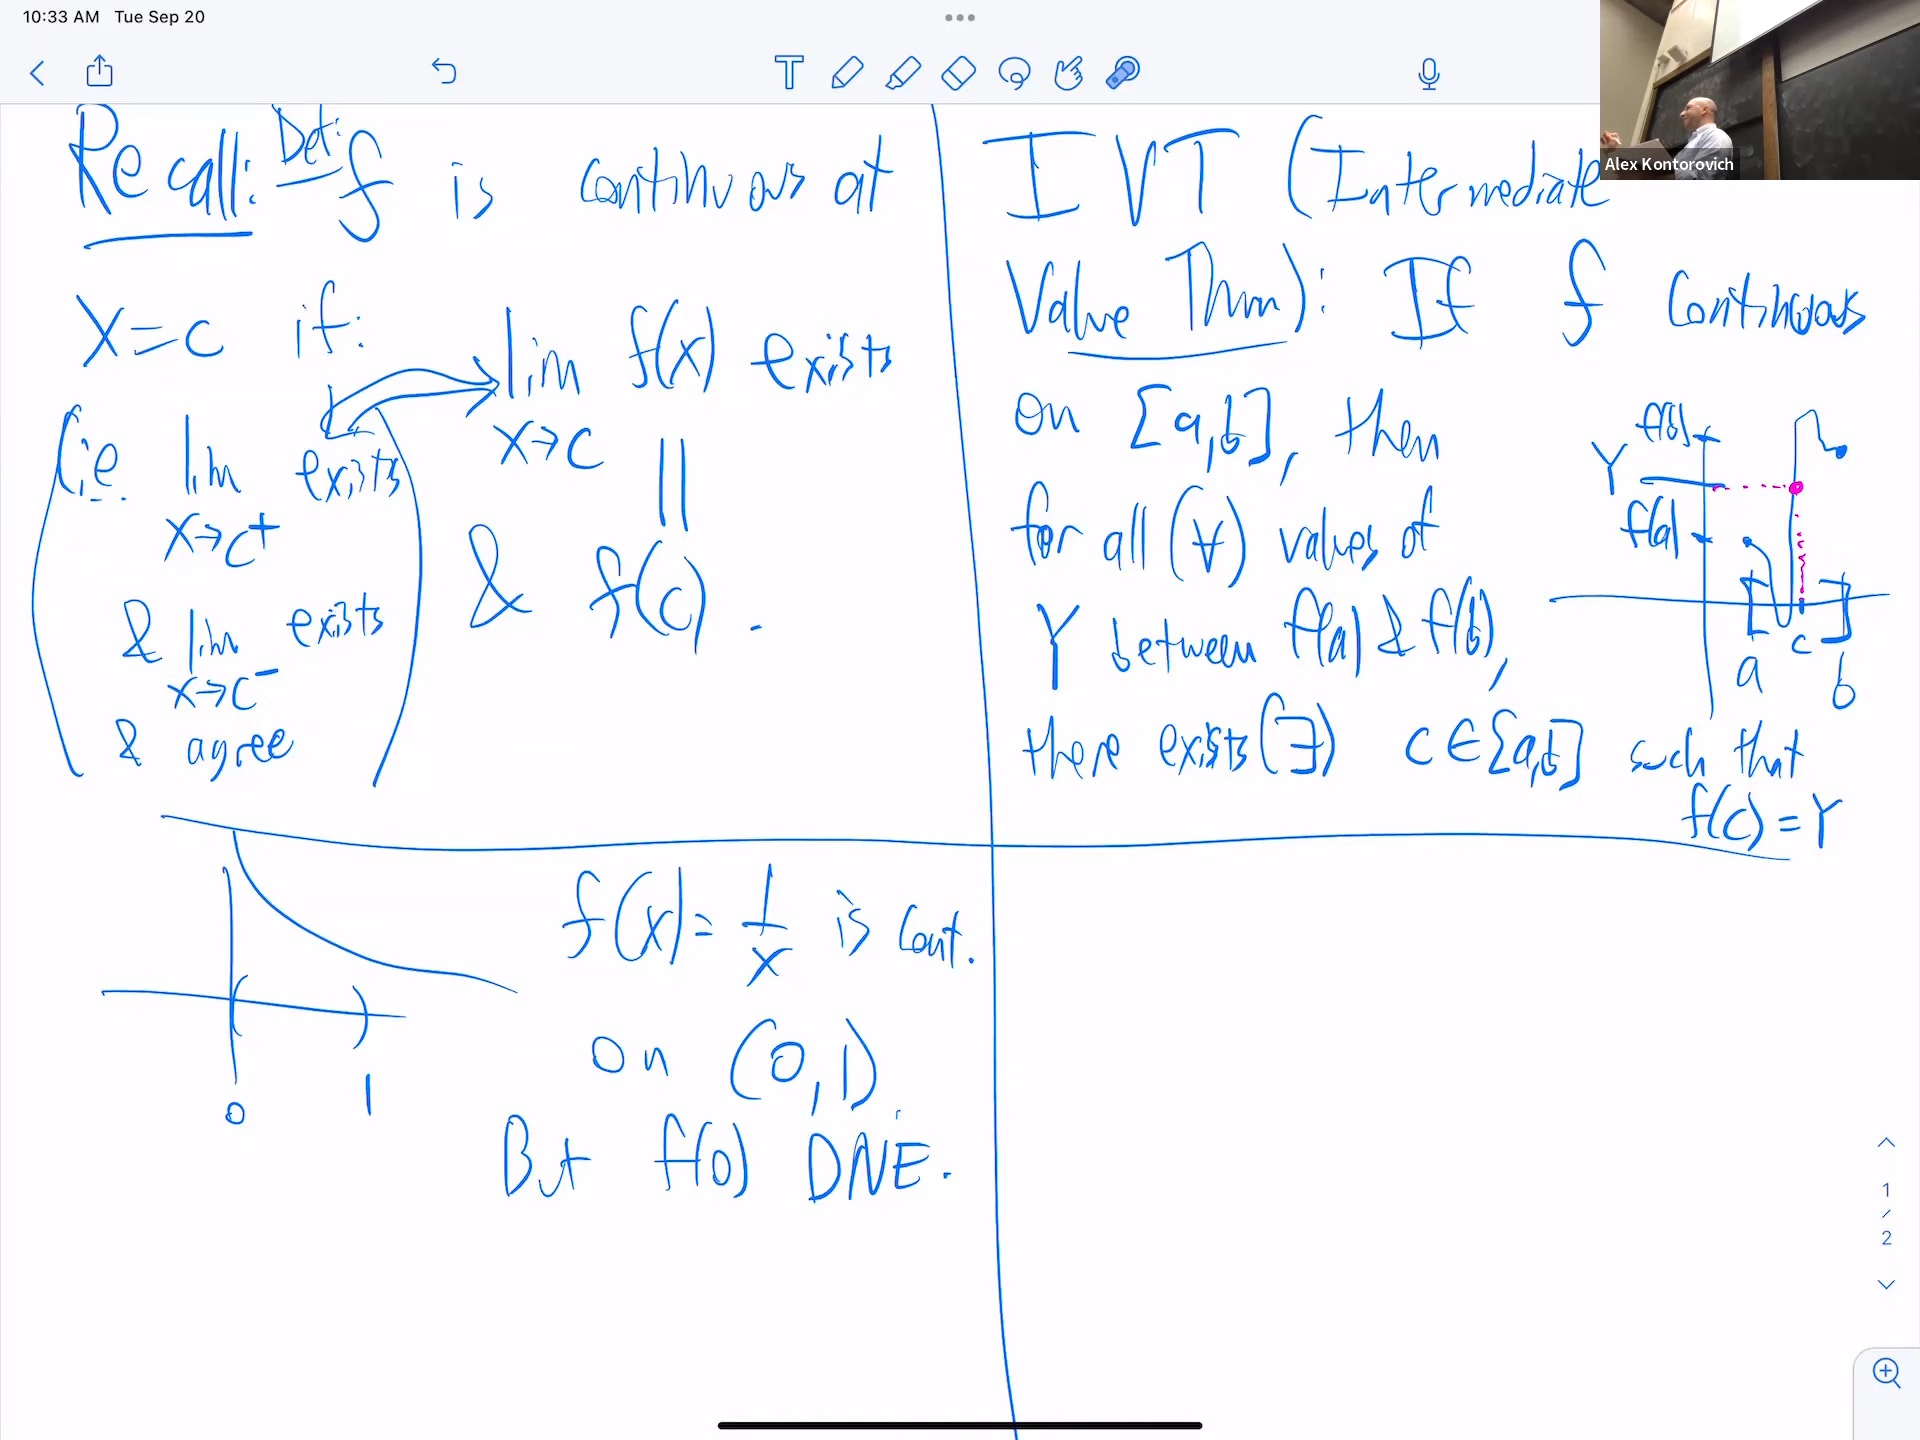 10:33 AM Tue Sep 20
Alex Kontorovich
Recall: Def: f is continuous at
x=c if:
lim f(x) exists
x→c
(i.e. lim exists
x→c⁺
& lim exists
x→c⁻
& agree)
||
& f(c).
IVT (Intermediate
Value Thm): If f continuous
on [a,b], then
for all (∀) values of
Y between f(a) & f(b),
there exists (∃) c∈[a,b] such that
f(c)=Y
f(b)
Y
f(a)
[ c ]
a b
f(x) = 1/x is cont.
on (0,1).
But f(0) DNE.
( )
0 1
1
/
2